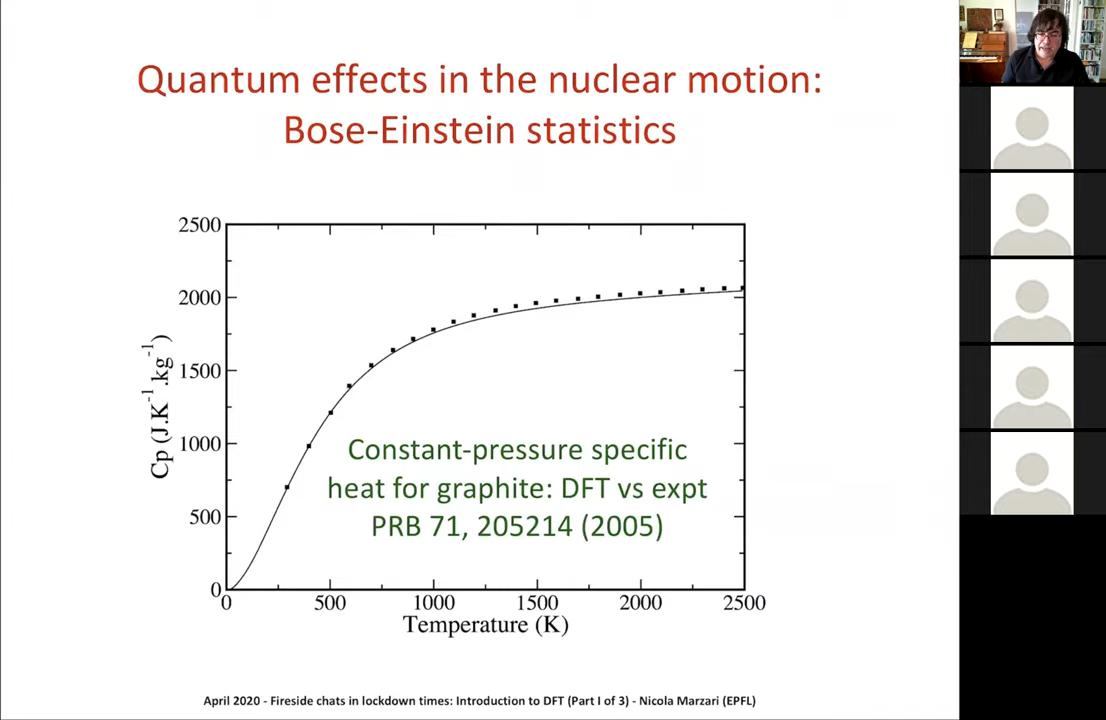 Quantum effects in the nuclear motion:
Bose-Einstein statistics
2500
2000
1500
1000
500
0
Cp (J.K-1.kg-1)
Constant-pressure specific
heat for graphite: DFT vs expt
PRB 71, 205214 (2005)
0 500 1000 1500 2000 2500
Temperature (K)
April 2020 - Fireside chats in lockdown times: Introduction to DFT (Part I of 3) - Nicola Marzari (EPFL)